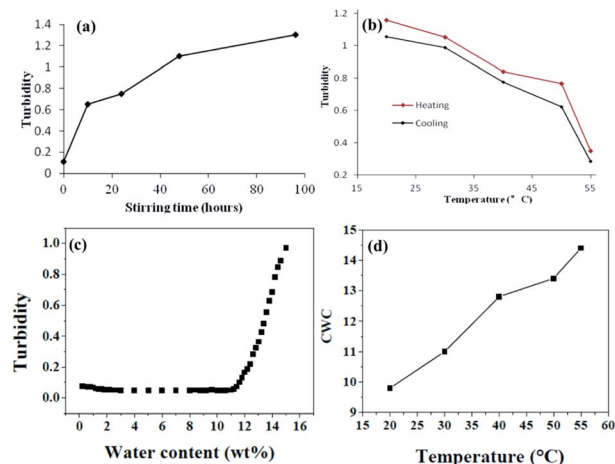 (a)
1.4
1.2
1
0.8
0.6
0.4
0.2
0
Turbidity
0 20 40 60 80 100
Stirring time (hours)
(b)
1.2
1
0.8
0.6
0.4
0.2
Turbidity
Heating
Cooling
15 25 35 45 55
Temperature (° C)
(c)
1.0
0.8
0.6
0.4
0.2
0.0
Turbidity
0 2 4 6 8 10 12 14 16
Water content (wt%)
(d)
15
14
13
12
11
10
9
CWC
15 20 25 30 35 40 45 50 55 60
Temperature (°C)